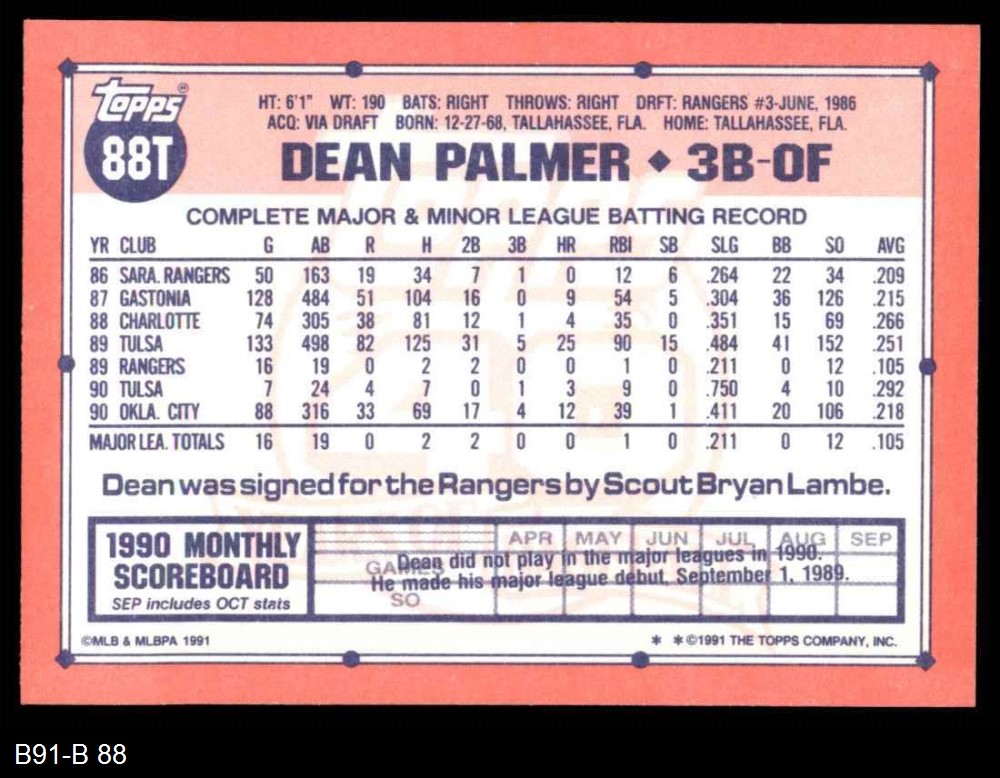 Topps®
88T
HT: 6'1" WT: 190 BATS: RIGHT THROWS: RIGHT DRFT: RANGERS #3-JUNE, 1986
ACQ: VIA DRAFT BORN: 12-27-68, TALLAHASSEE, FLA. HOME: TALLAHASSEE, FLA.
DEAN PALMER ◆ 3B-OF
COMPLETE MAJOR & MINOR LEAGUE BATTING RECORD
YR CLUB G AB R H 2B 3B HR RBI SB SLG BB SO AVG
86 SARA. RANGERS 50 163 19 34 7 1 0 12 6 .264 22 34 .209
87 GASTONIA 128 484 51 104 16 0 9 54 5 .304 36 126 .215
88 CHARLOTTE 74 305 38 81 12 1 4 35 0 .351 15 69 .266
89 TULSA 133 498 82 125 31 5 25 90 15 .484 41 152 .251
89 RANGERS 16 19 0 2 2 0 0 1 0 .211 0 12 .105
90 TULSA 7 24 4 7 0 1 3 9 0 .750 4 10 .292
90 OKLA. CITY 88 316 33 69 17 4 12 39 1 .411 20 106 .218
MAJOR LEA. TOTALS 16 19 0 2 2 0 0 1 0 .211 0 12 .105
Dean was signed for the Rangers by Scout Bryan Lambe.
1990 MONTHLY
SCOREBOARD
SEP includes OCT stats
APR MAY JUN JUL AUG SEP
GAMES
SO
Dean did not play in the major leagues in 1990.
He made his major league debut, September 1, 1989.
©MLB & MLBPA 1991
* *©1991 THE TOPPS COMPANY, INC.
B91-B 88